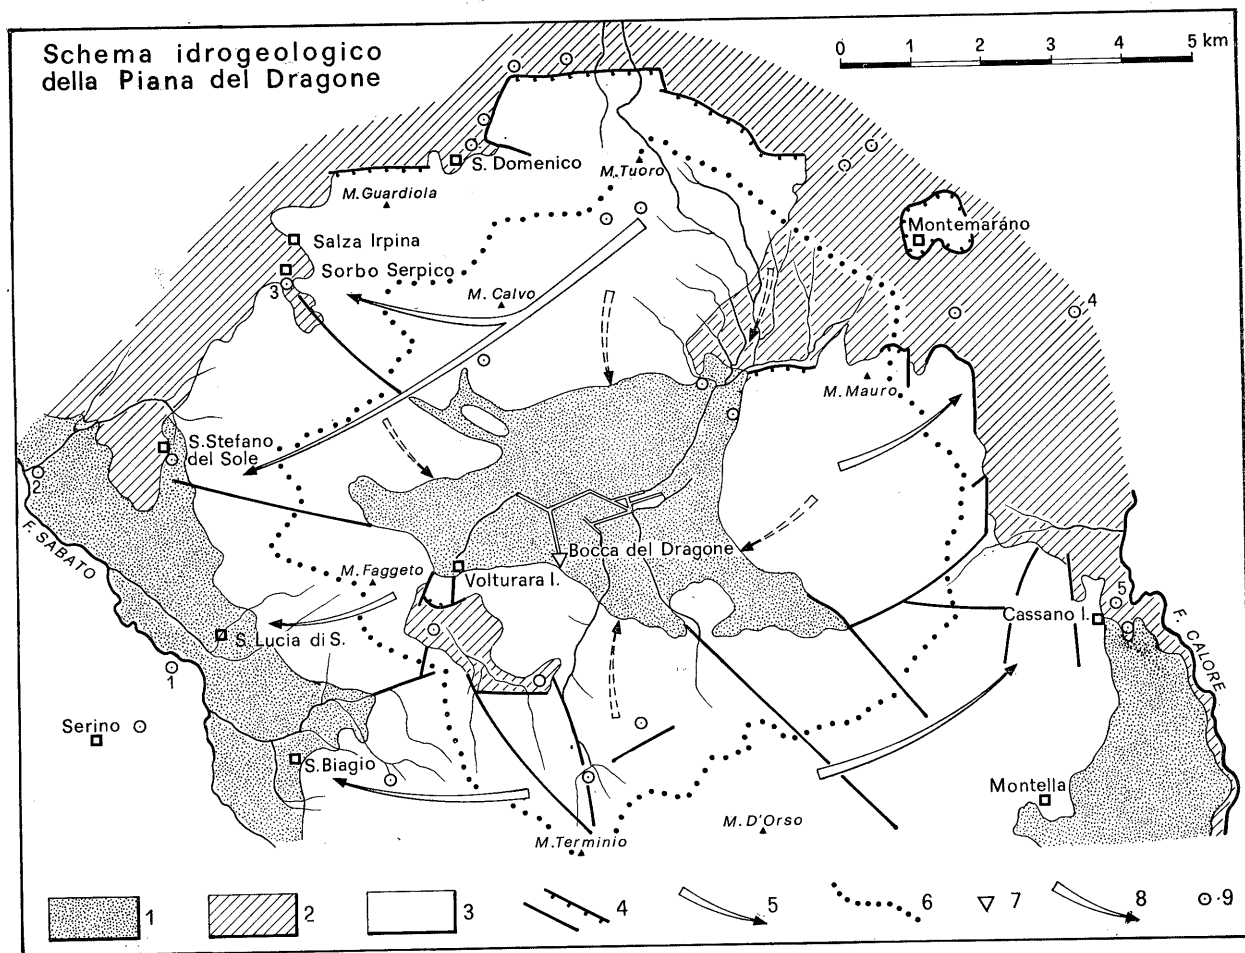 Schema idrogeologico
della Piana del Dragone
0 1 2 3 4 5 km
S. Domenico
M. Tuoro
M. Guardiola
Montemaráno
Salza Irpina
Sorbo Serpico
3
M. Calvo
4
M. Mauro
S. Stefano
del Sole
2
F. SABATO
Bocca del Dragone
M. Faggeto
Volturara I.
5
Cassano I.
S. Lucia di S.
F. CALORE
1
Serino
S. Biagio
Montella
M. D'Orso
M. Terminio
1 2 3 4 5 6 7 8 9